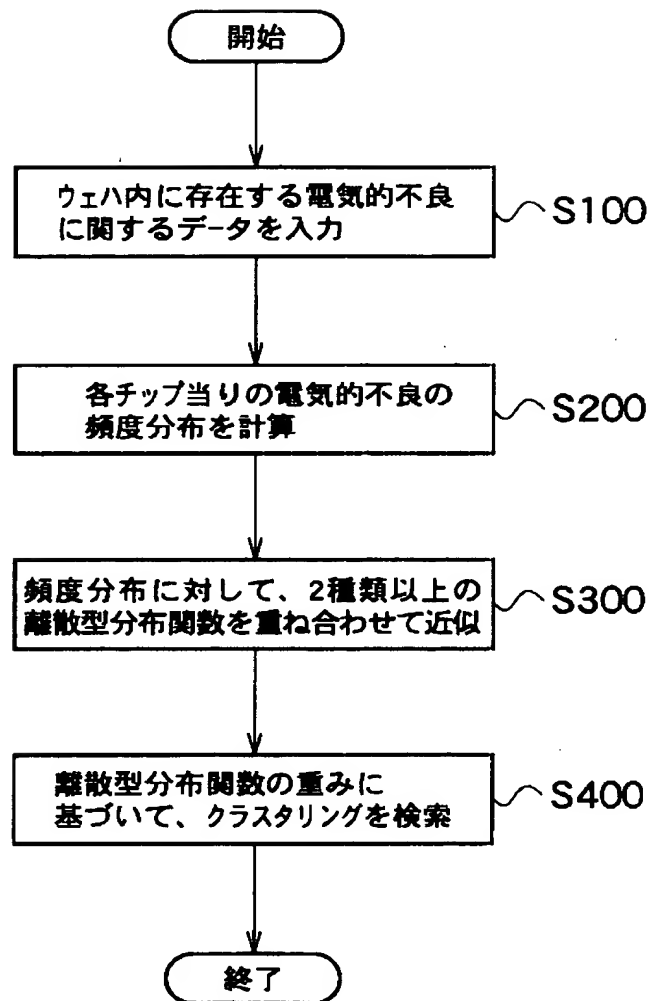 開始
ウェハ内に存在する電気的不良
に関するデータを入力
S100
各チップ当りの電気的不良の
頻度分布を計算
S200
頻度分布に対して、2種類以上の
離散型分布関数を重ね合わせて近似
S300
離散型分布関数の重みに
基づいて、クラスタリングを検索
S400
終了